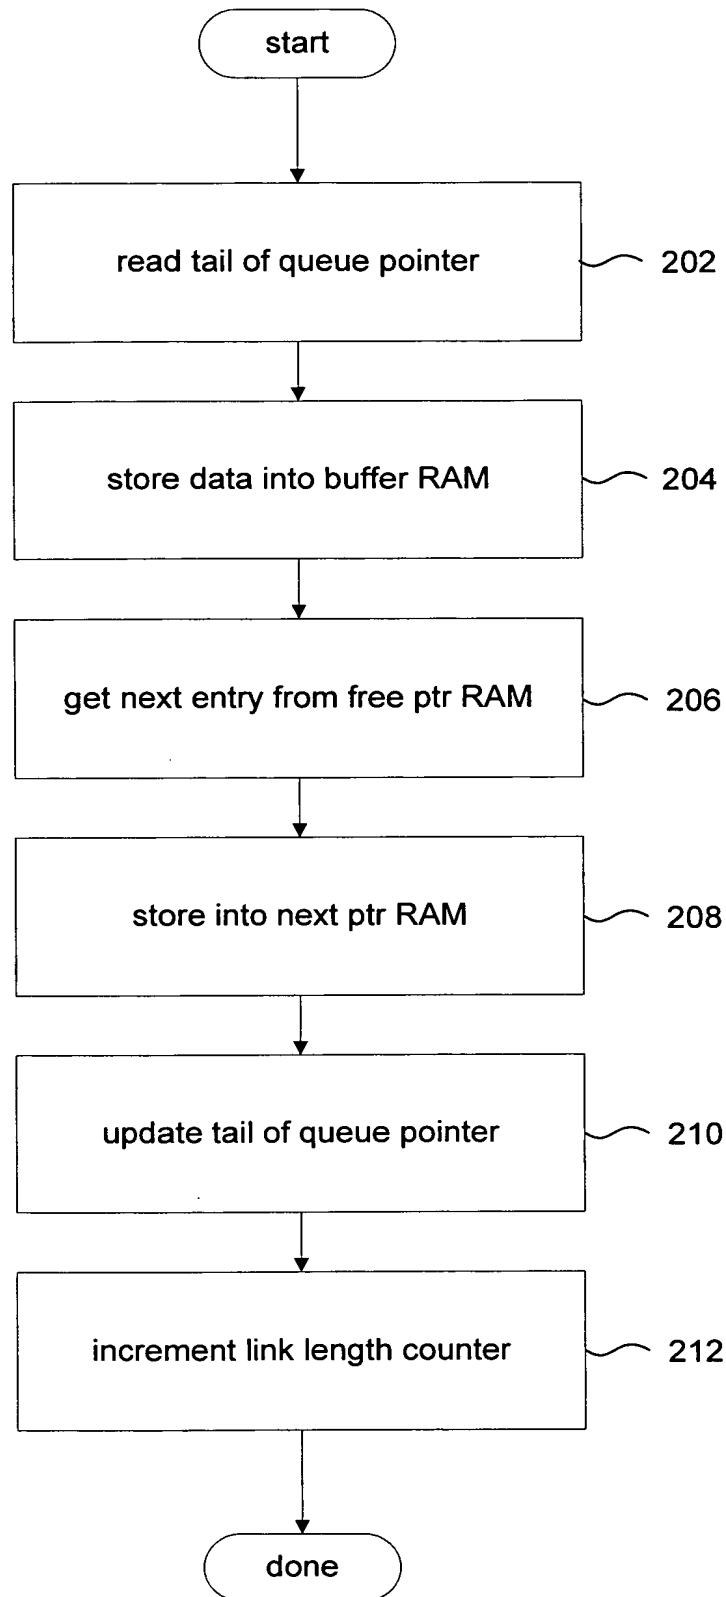 start
read tail of queue pointer 202
store data into buffer RAM 204
get next entry from free ptr RAM 206
store into next ptr RAM 208
update tail of queue pointer 210
increment link length counter 212
done